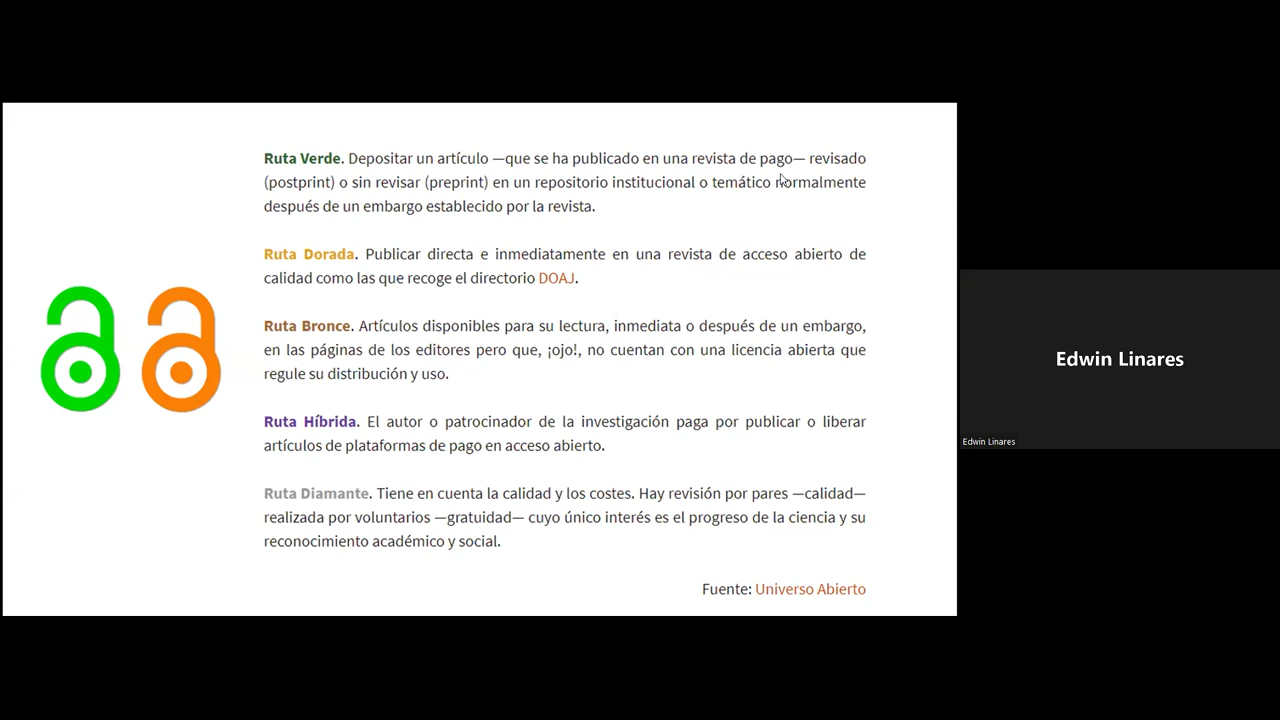 Ruta Verde. Depositar un artículo —que se ha publicado en una revista de pago— revisado
(postprint) o sin revisar (preprint) en un repositorio institucional o temático normalmente
después de un embargo establecido por la revista.
Ruta Dorada. Publicar directa e inmediatamente en una revista de acceso abierto de
calidad como las que recoge el directorio DOAJ.
Ruta Bronce. Artículos disponibles para su lectura, inmediata o después de un embargo,
en las páginas de los editores pero que, ¡ojo!, no cuentan con una licencia abierta que
regule su distribución y uso.
Ruta Híbrida. El autor o patrocinador de la investigación paga por publicar o liberar
artículos de plataformas de pago en acceso abierto.
Ruta Diamante. Tiene en cuenta la calidad y los costes. Hay revisión por pares —calidad—
realizada por voluntarios —gratuidad— cuyo único interés es el progreso de la ciencia y su
reconocimiento académico y social.
Fuente: Universo Abierto
Edwin Linares
Edwin Linares